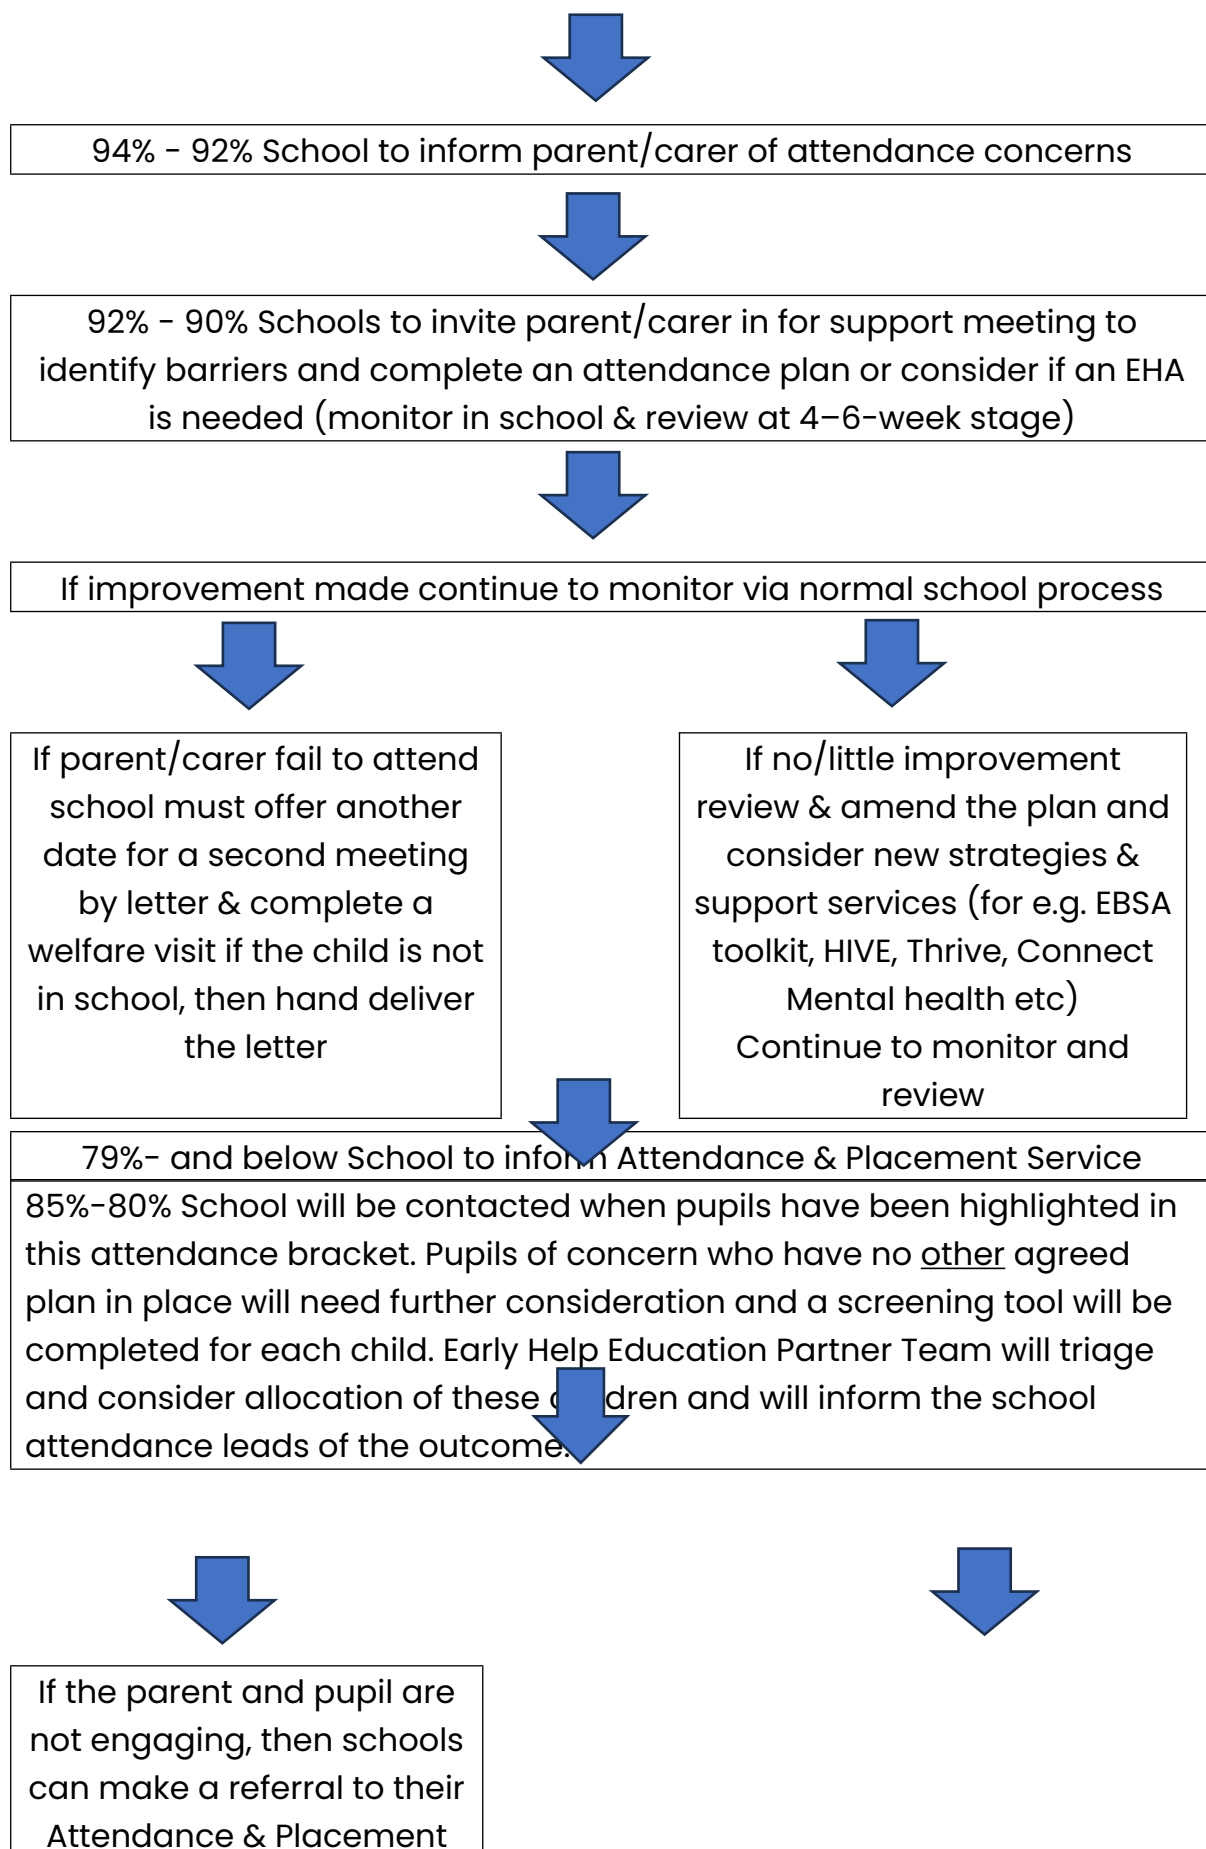 94% - 92% School to inform parent/carer of attendance concerns
92% - 90% Schools to invite parent/carer in for support meeting to
identify barriers and complete an attendance plan or consider if an EHA
is needed (monitor in school & review at 4–6-week stage)
If improvement made continue to monitor via normal school process
If parent/carer fail to attend
school must offer another
date for a second meeting
by letter & complete a
welfare visit if the child is not
in school, then hand deliver
the letter
If no/little improvement
review & amend the plan and
consider new strategies &
support services (for e.g. EBSA
toolkit, HIVE, Thrive, Connect
Mental health etc)
Continue to monitor and
review
79%- and below School to inform Attendance & Placement Service
85%-80% School will be contacted when pupils have been highlighted in
this attendance bracket. Pupils of concern who have no other agreed
plan in place will need further consideration and a screening tool will be
completed for each child. Early Help Education Partner Team will triage
and consider allocation of these children and will inform the school
attendance leads of the outcome.
If the parent and pupil are
not engaging, then schools
can make a referral to their
Attendance & Placement